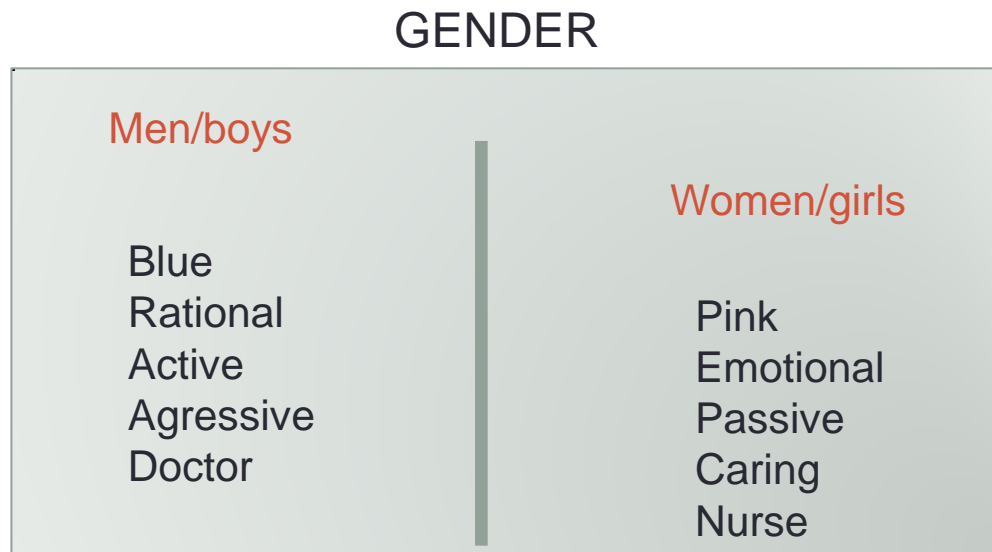 GENDER
Men/boys
Blue
Rational
Active
Agressive
Doctor
Women/girls
Pink
Emotional
Passive
Caring
Nurse